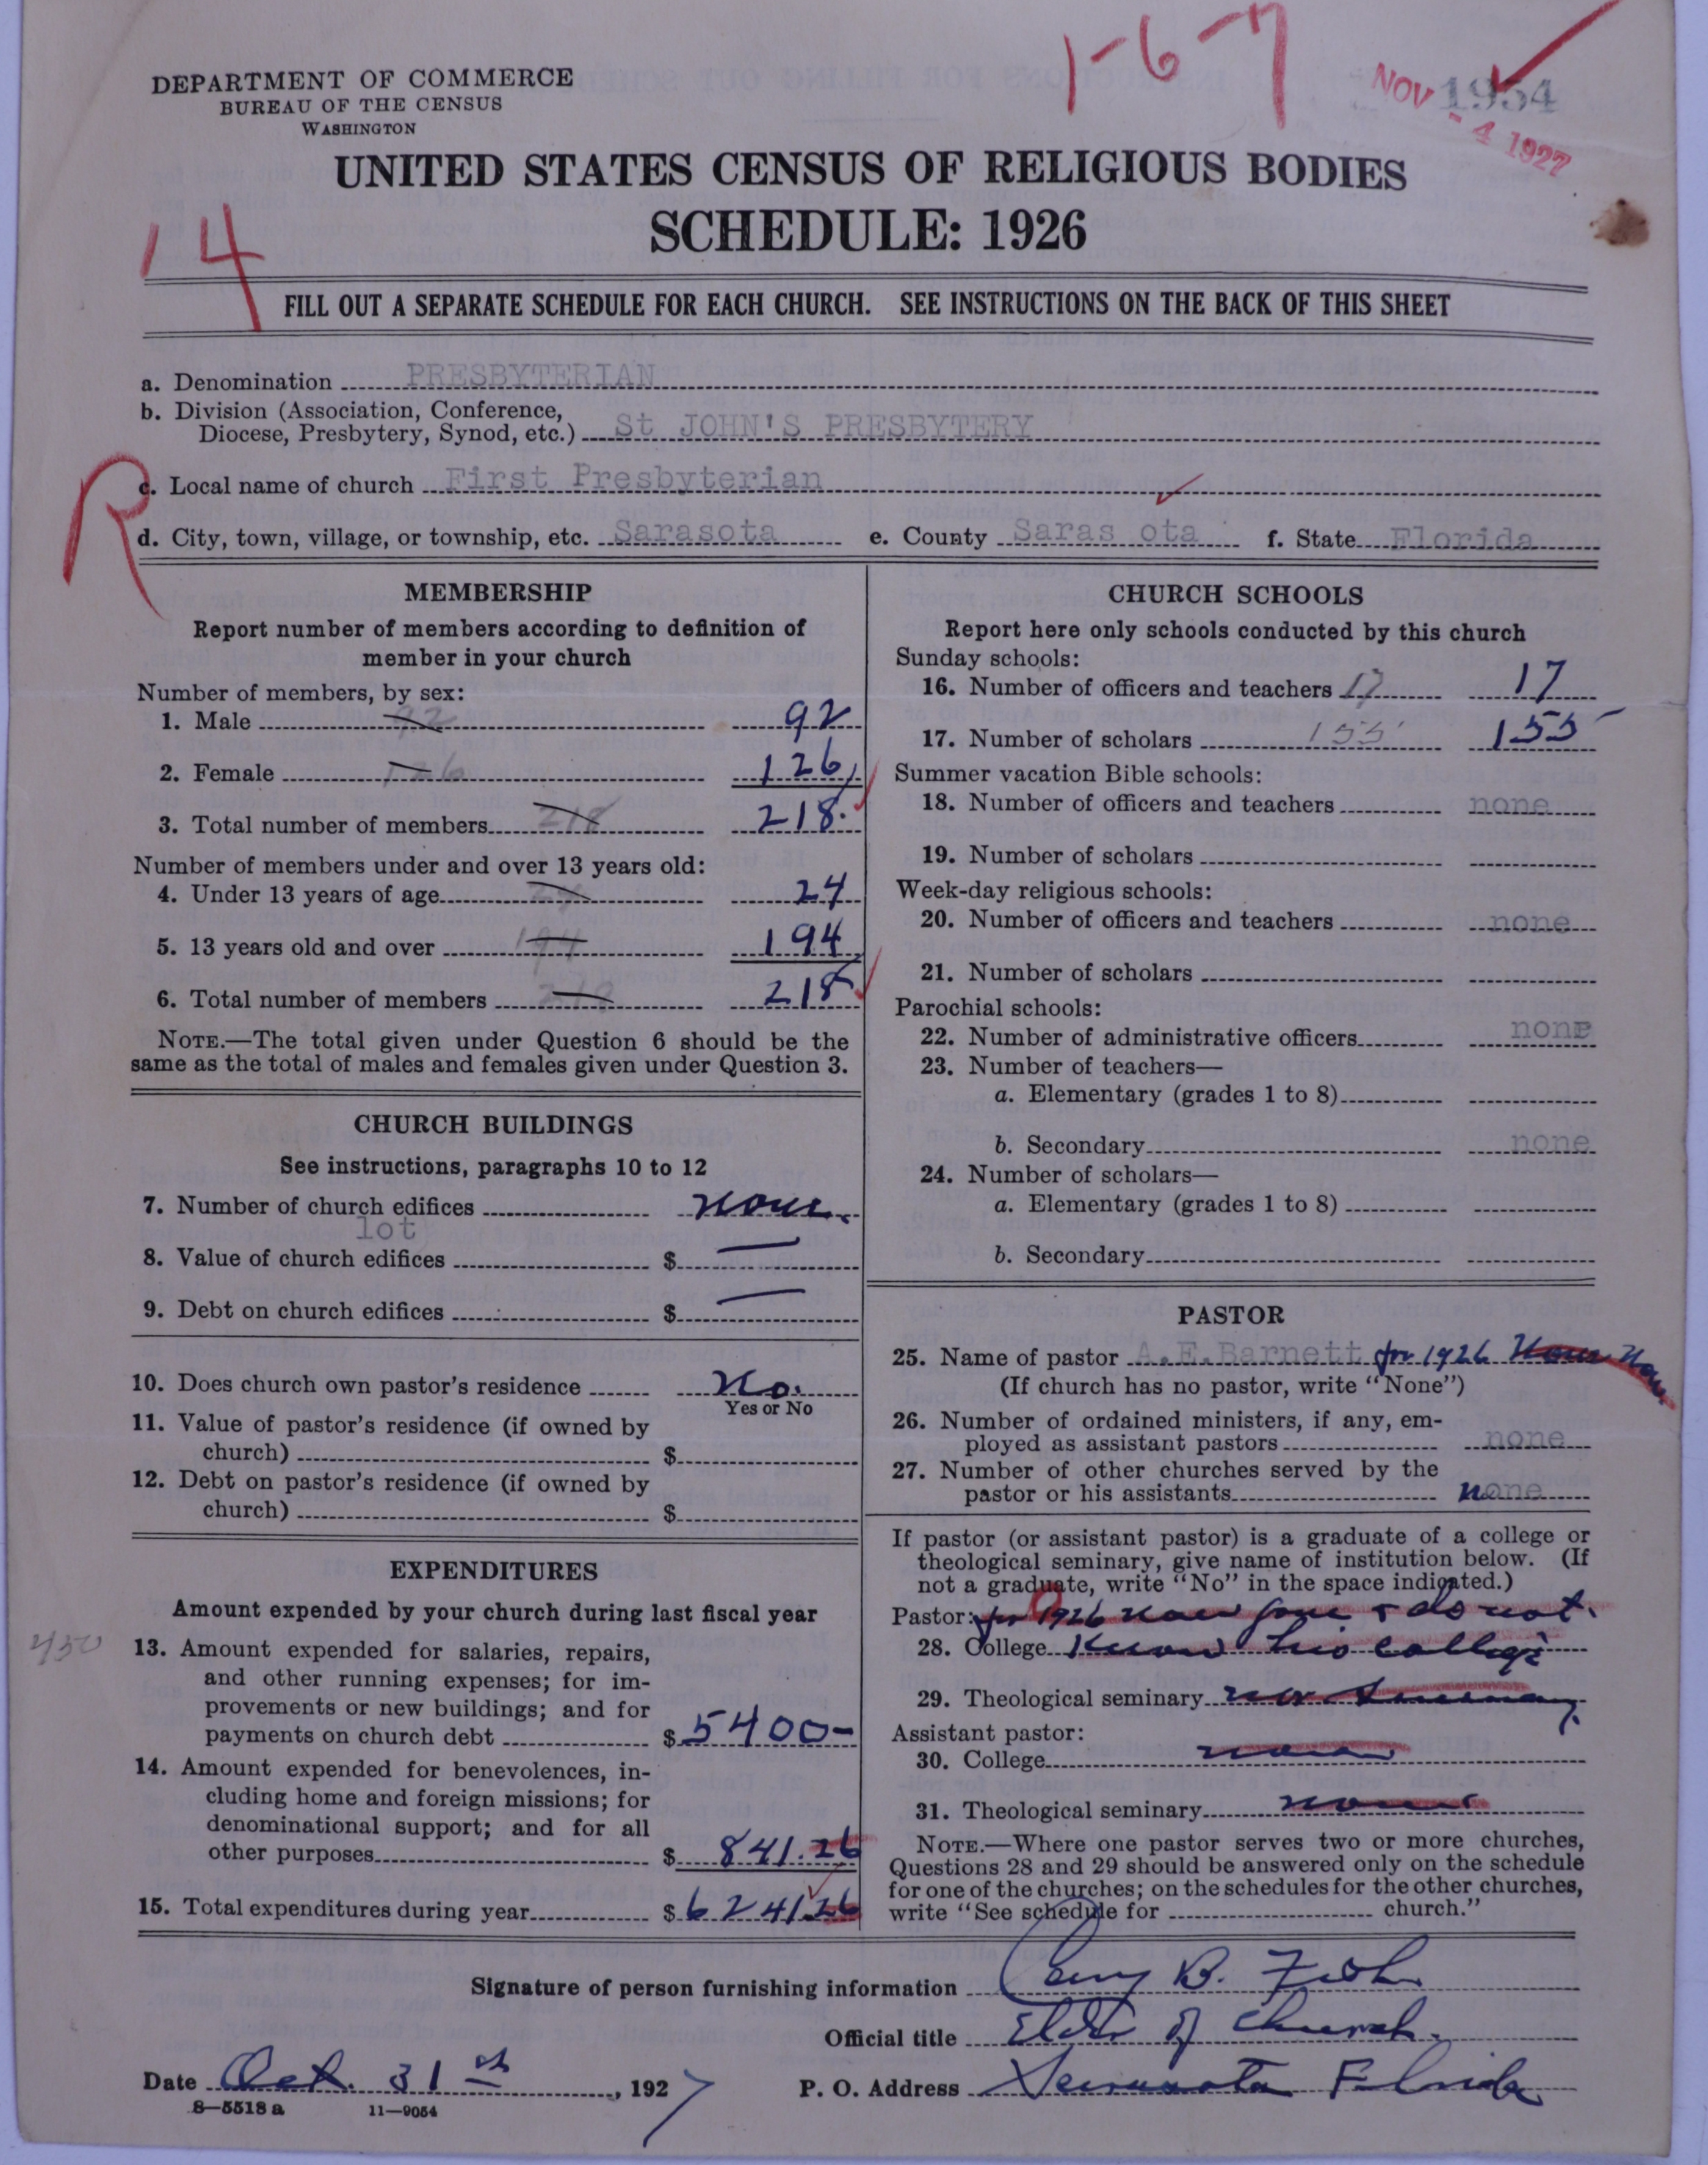 1-6-7
DEPARTMENT OF COMMERCE
BUREAU OF THE CENSUS
WASHINGTON
1954
NOV - 4 1927
UNITED STATES CENSUS OF RELIGIOUS BODIES
SCHEDULE: 1926
14
FILL OUT A SEPARATE SCHEDULE FOR EACH CHURCH. SEE INSTRUCTIONS ON THE BACK OF THIS SHEET
a. Denomination PRESBYTERIAN
b. Division (Association, Conference,
Diocese, Presbytery, Synod, etc.) St JOHN'S PRESBYTERY
R
c. Local name of church First Presbyterian
d. City, town, village, or township, etc. Sarasota e. County Saras ota f. State Florida
MEMBERSHIP
Report number of members according to definition of
member in your church
Number of members, by sex:
1. Male 92 92
2. Female 126 126
3. Total number of members 218 218.
Number of members under and over 13 years old:
4. Under 13 years of age 24 24
5. 13 years old and over 194 194
6. Total number of members 218 218
NOTE.—The total given under Question 6 should be the
same as the total of males and females given under Question 3.
CHURCH BUILDINGS
See instructions, paragraphs 10 to 12
7. Number of church edifices none.
lot
8. Value of church edifices $ —
9. Debt on church edifices $ —
10. Does church own pastor's residence No.
Yes or No
11. Value of pastor's residence (if owned by
church) $
12. Debt on pastor's residence (if owned by
church) $
EXPENDITURES
Amount expended by your church during last fiscal year
450
13. Amount expended for salaries, repairs,
and other running expenses; for im-
provements or new buildings; and for
payments on church debt $ 5400-
14. Amount expended for benevolences, in-
cluding home and foreign missions; for
denominational support; and for all
other purposes $ 841.26
15. Total expenditures during year $ 6241.26
CHURCH SCHOOLS
Report here only schools conducted by this church
Sunday schools:
16. Number of officers and teachers 17 17
17. Number of scholars 155 155
Summer vacation Bible schools:
18. Number of officers and teachers none
19. Number of scholars
Week-day religious schools:
20. Number of officers and teachers none
21. Number of scholars
Parochial schools:
22. Number of administrative officers none
23. Number of teachers—
a. Elementary (grades 1 to 8)
b. Secondary none
24. Number of scholars—
a. Elementary (grades 1 to 8)
b. Secondary
PASTOR
25. Name of pastor A.E.Barnett for 1926
(If church has no pastor, write "None")
26. Number of ordained ministers, if any, em-
ployed as assistant pastors none
27. Number of other churches served by the
pastor or his assistants none
If pastor (or assistant pastor) is a graduate of a college or
theological seminary, give name of institution below. (If
not a graduate, write "No" in the space indicated.)
Pastor: for 1926 now gone & do not
28. College know his college
29. Theological seminary nor Seminary.
Assistant pastor:
30. College none
31. Theological seminary none
NOTE.—Where one pastor serves two or more churches,
Questions 28 and 29 should be answered only on the schedule
for one of the churches; on the schedules for the other churches,
write "See schedule for church."
Signature of person furnishing information B.
Official title Elder of Church.
Date Oct. 31 st, 1927 P. O. Address Sarasota Florida
8—5518 a 11—9054